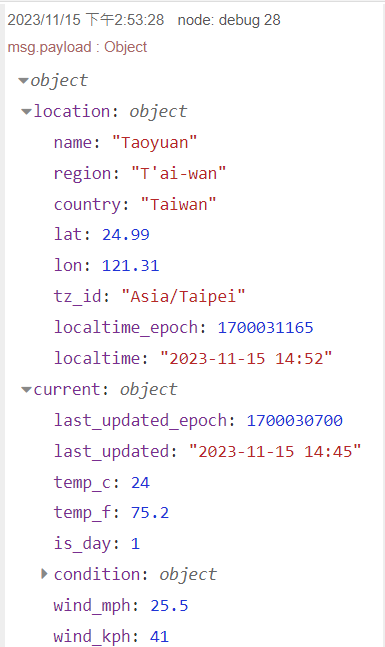 2023/11/15 下午2:53:28 node: debug 28
msg.payload : Object
object
location: object
name: "Taoyuan"
region: "T'ai-wan"
country: "Taiwan"
lat: 24.99
lon: 121.31
tz_id: "Asia/Taipei"
localtime_epoch: 1700031165
localtime: "2023-11-15 14:52"
current: object
last_updated_epoch: 1700030700
last_updated: "2023-11-15 14:45"
temp_c: 24
temp_f: 75.2
is_day: 1
condition: object
wind_mph: 25.5
wind_kph: 41